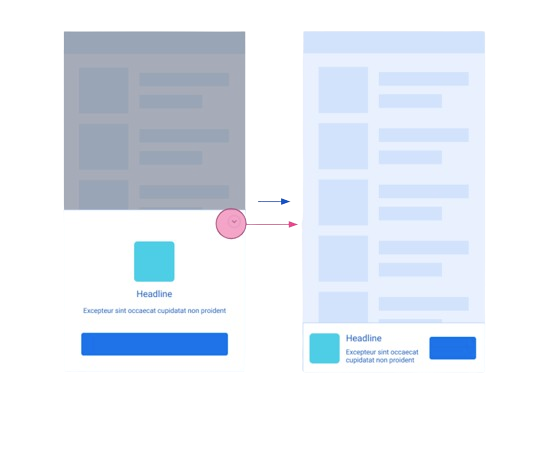 Headline
Excepteur sint occaecat cupidatat non proident
Headline
Excepteur sint occaecat
cupidatat non proident